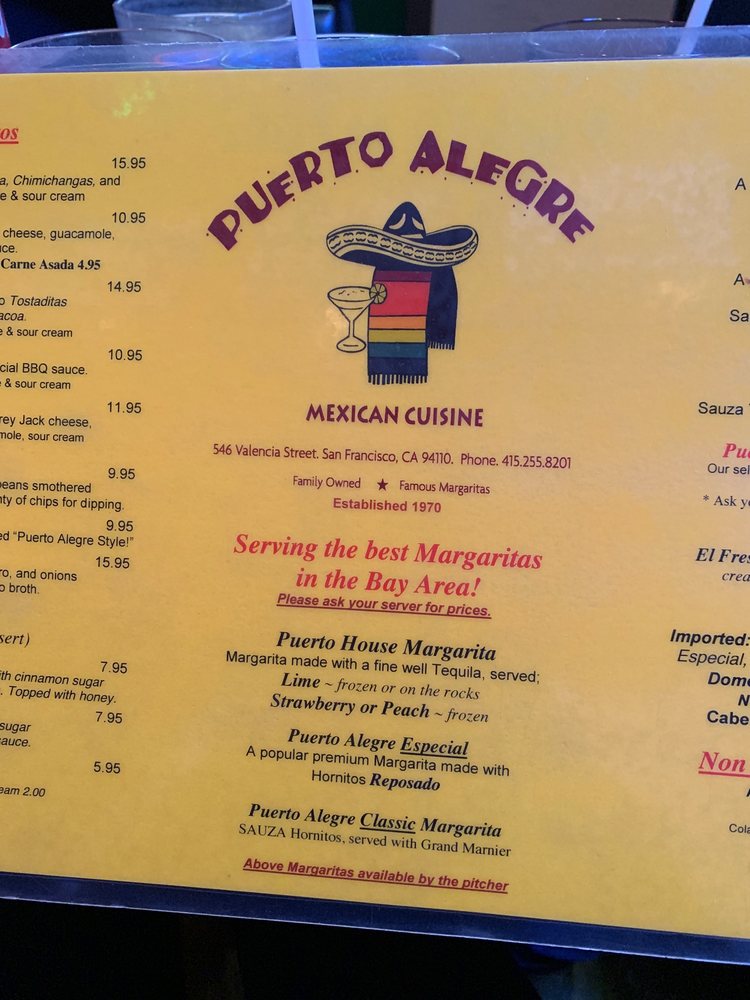 15.95
Chimichangas, and
e & sour cream
10.95
cheese, guacamole,
Carne Asada 4.95
14.95
Tostaditas
e & sour cream
10.95
BBQ sauce.
& sour cream
11.95
Jack cheese,
sour cream
9.95
smothered
of chips for dipping.
9.95
"Puerto Alegre Style!"
15.95
and onions
broth.
7.95
cinnamon sugar
Topped with honey.
7.95
sugar
5.95
2.00
PUERTO ALEGRE
MEXICAN CUISINE
546 Valencia Street. San Francisco, CA 94110. Phone. 415.255.8201
Family Owned ★ Famous Margaritas
Established 1970
Serving the best Margaritas
in the Bay Area!
Please ask your server for prices.
Puerto House Margarita
Margarita made with a fine well Tequila, served;
Lime ~ frozen or on the rocks
Strawberry or Peach ~ frozen
Puerto Alegre Especial
A popular premium Margarita made with
Hornitos Reposado
Puerto Alegre Classic Margarita
SAUZA Hornitos, served with Grand Marnier
Above Margaritas available by the pitcher
A
A
Sa
Sauza
Pue
Our sel
* Ask yo
El Fres
crea
Imported:
Especial,
Dome
N
Cabe
Non
Cola